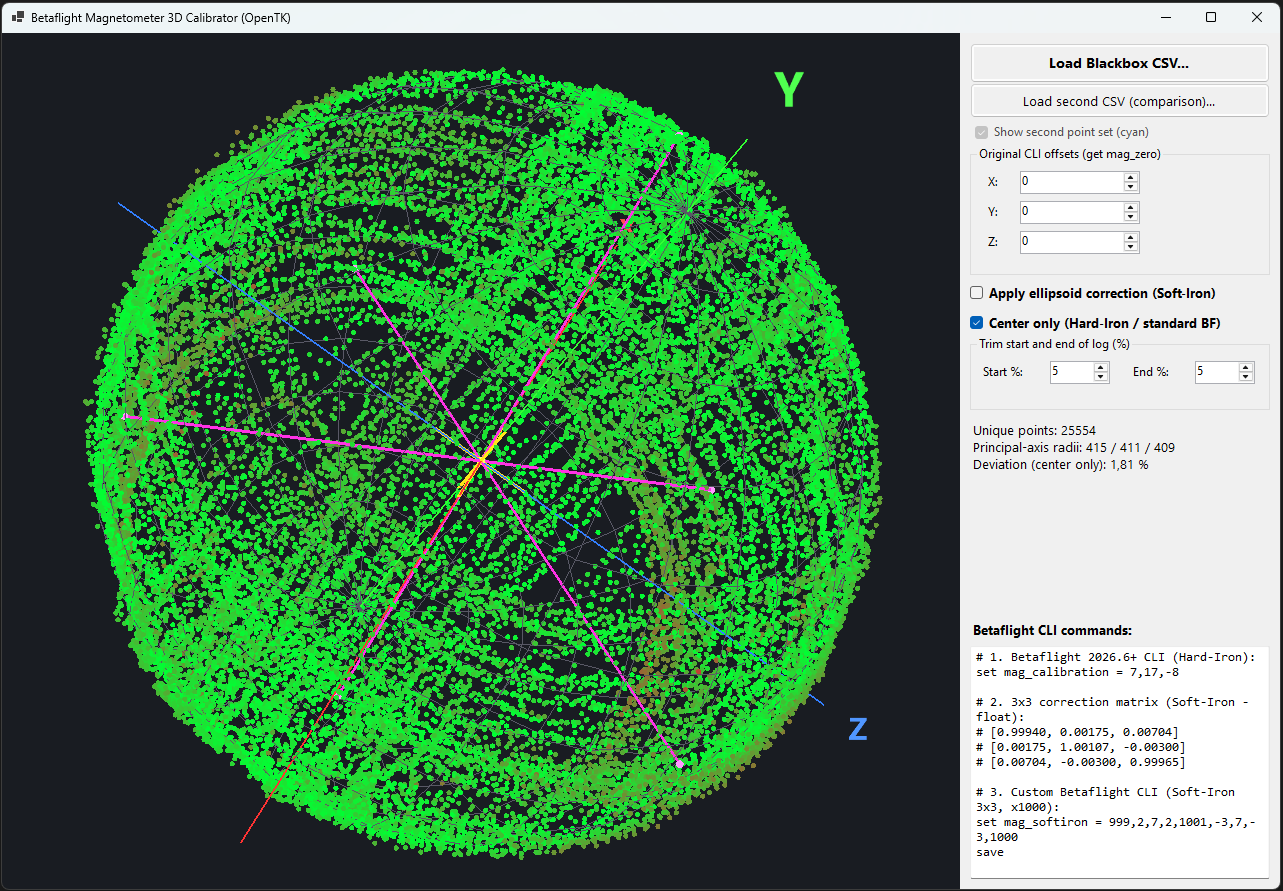 Betaflight Magnetometer 3D Calibrator (OpenTK)
Y
Z
Load Blackbox CSV...
Load second CSV (comparison)...
Show second point set (cyan)
Original CLI offsets (get mag_zero)
X: 0
Y: 0
Z: 0
Apply ellipsoid correction (Soft-Iron)
Center only (Hard-Iron / standard BF)
Trim start and end of log (%)
Start %: 5 End %: 5
Unique points: 25554
Principal-axis radii: 415 / 411 / 409
Deviation (center only): 1,81 %
Betaflight CLI commands:
# 1. Betaflight 2026.6+ CLI (Hard-Iron):
set mag_calibration = 7,17,-8
# 2. 3x3 correction matrix (Soft-Iron -
float):
# [0.99940, 0.00175, 0.00704]
# [0.00175, 1.00107, -0.00300]
# [0.00704, -0.00300, 0.99965]
# 3. Custom Betaflight CLI (Soft-Iron
3x3, x1000):
set mag_softiron = 999,2,7,2,1001,-3,7,-
3,1000
save